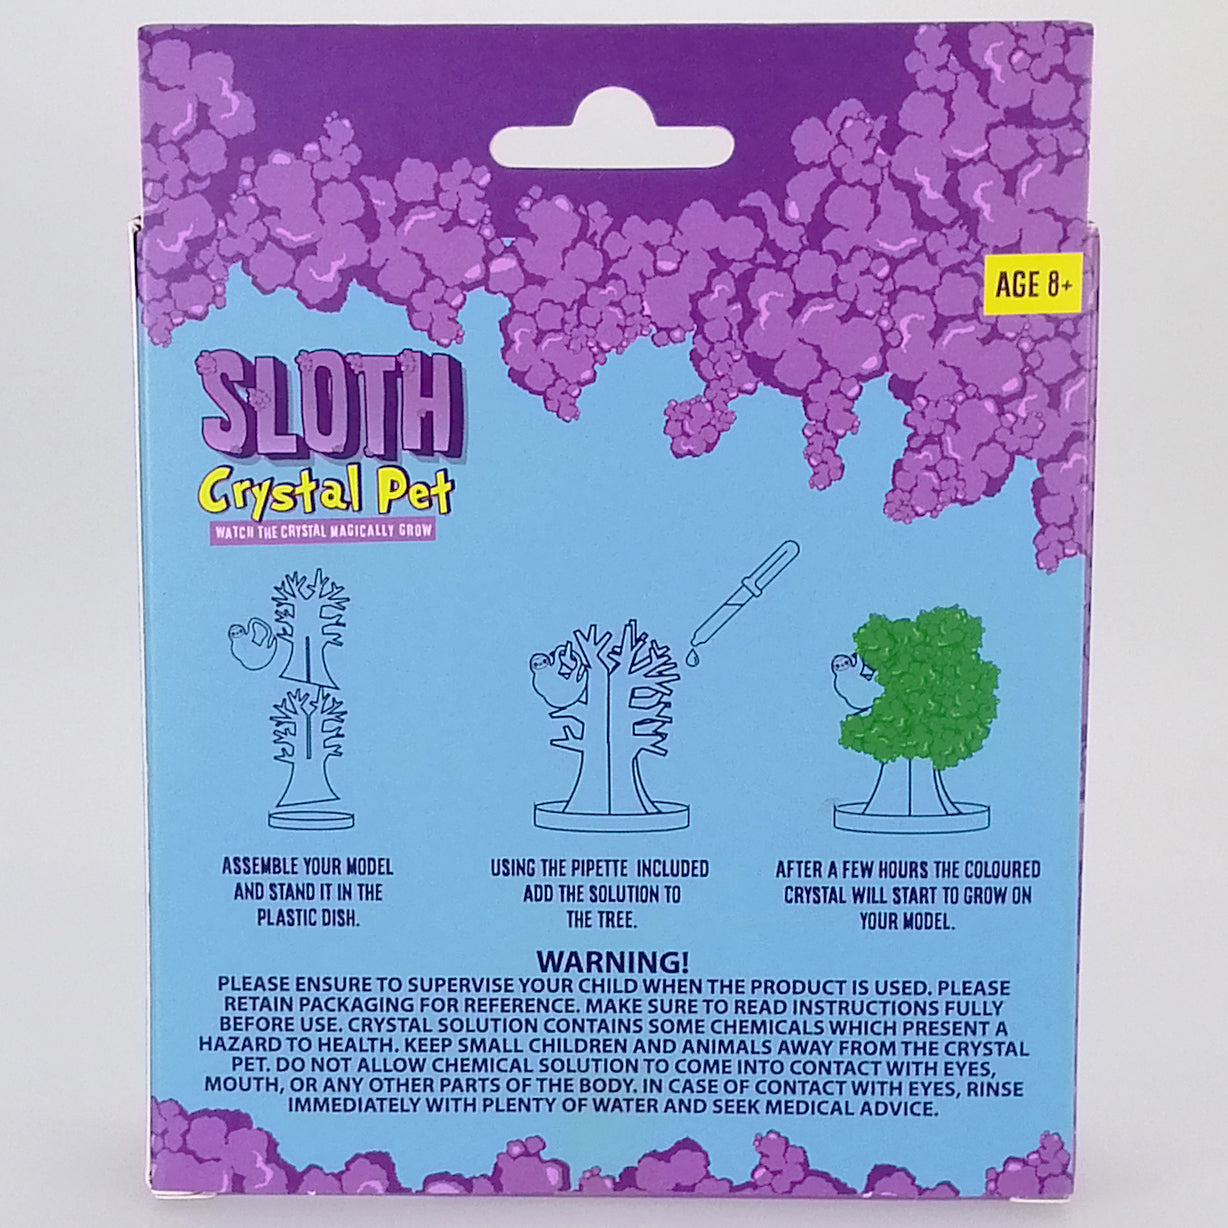 AGE 8+
SLOTH
Crystal Pet
WATCH THE CRYSTAL MAGICALLY GROW
ASSEMBLE YOUR MODEL
AND STAND IT IN THE
PLASTIC DISH.
USING THE PIPETTE INCLUDED
ADD THE SOLUTION TO
THE TREE.
AFTER A FEW HOURS THE COLOURED
CRYSTAL WILL START TO GROW ON
YOUR MODEL.
WARNING!
PLEASE ENSURE TO SUPERVISE YOUR CHILD WHEN THE PRODUCT IS USED. PLEASE
RETAIN PACKAGING FOR REFERENCE. MAKE SURE TO READ INSTRUCTIONS FULLY
BEFORE USE. CRYSTAL SOLUTION CONTAINS SOME CHEMICALS WHICH PRESENT A
HAZARD TO HEALTH. KEEP SMALL CHILDREN AND ANIMALS AWAY FROM THE CRYSTAL
PET. DO NOT ALLOW CHEMICAL SOLUTION TO COME INTO CONTACT WITH EYES,
MOUTH, OR ANY OTHER PARTS OF THE BODY. IN CASE OF CONTACT WITH EYES, RINSE
IMMEDIATELY WITH PLENTY OF WATER AND SEEK MEDICAL ADVICE.